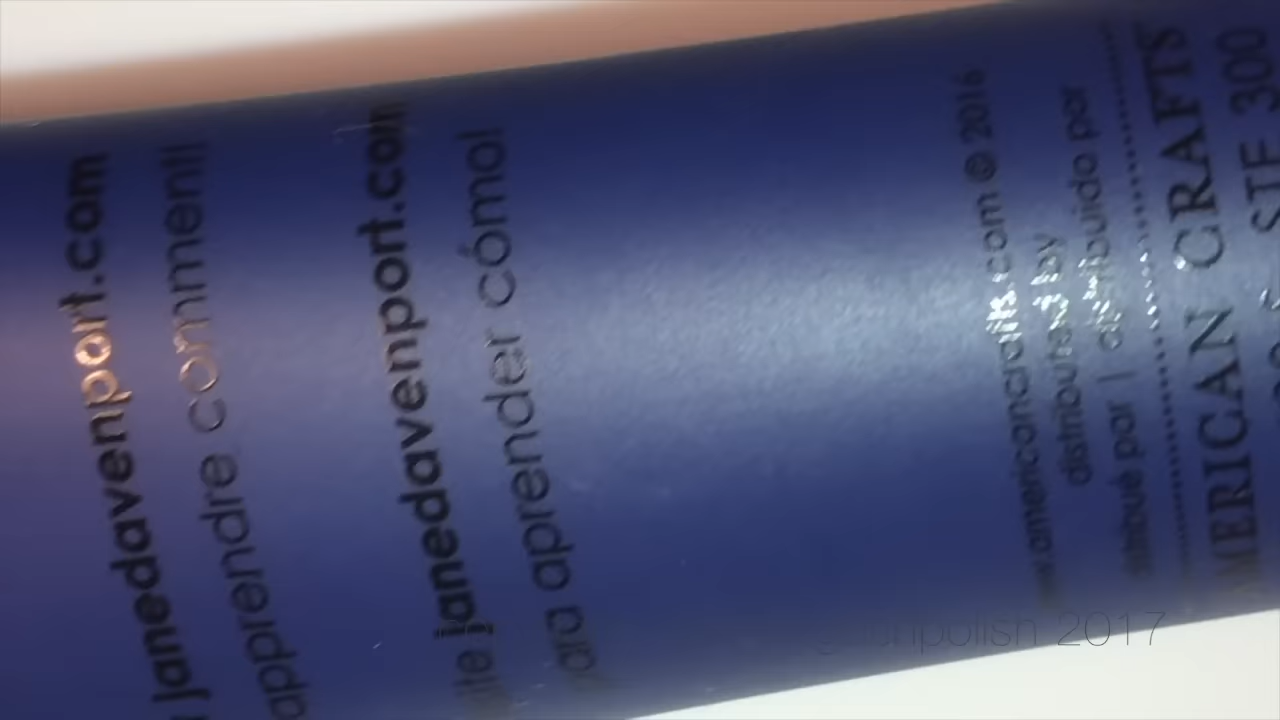 janedavenport.com
apprendre comment!
janedavenport.com
para aprender cómo!
www.americancrafts.com © 2016
distributed by
distribué par | distribuido por
AMERICAN CRAFTS
STE 300
2017